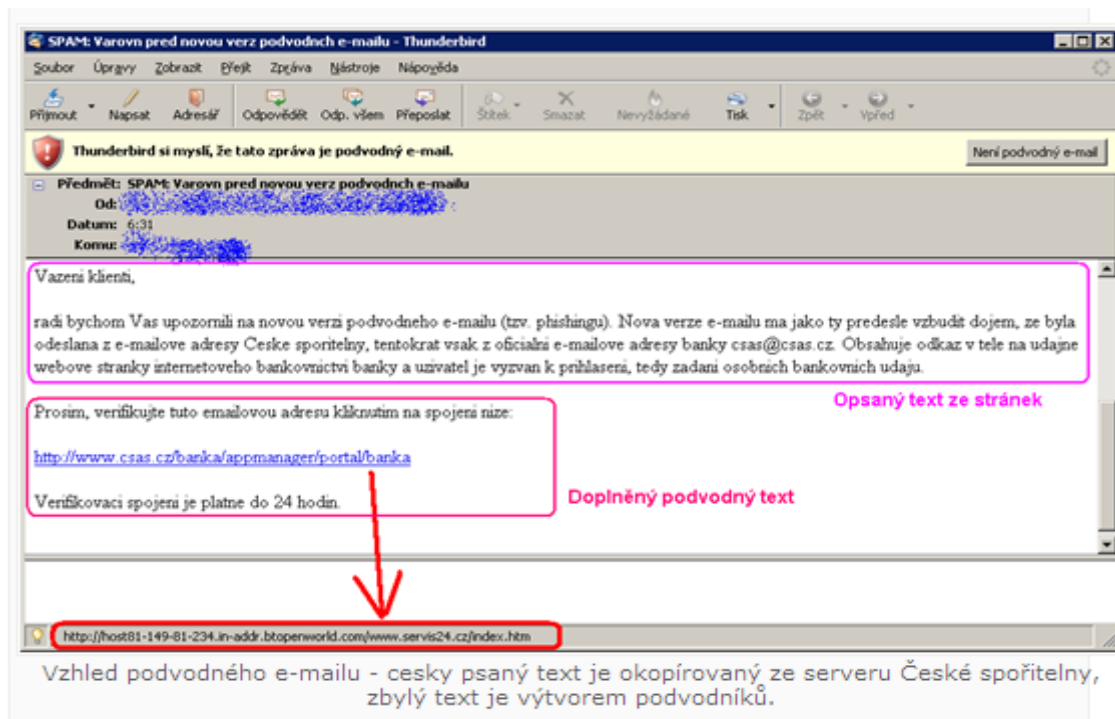 SPAM: Varovn pred novou verz podvodnch e-mailu - Thunderbird
Soubor Úpravy Zobrazit Přejít Zpráva Nástroje Nápověda
Přijmout Napsat Adresář Odpovědět Odp. všem Přeposlat Štítek Smazat Nevyžádané Tisk Zpět Vpřed
Thunderbird si myslí, že tato zpráva je podvodný e-mail.
Není podvodný e-mail
Předmět: SPAM: Varovn pred novou verz podvodnch e-mailu
Od:
Datum: 6:31
Komu:
Vazeni klienti,
radi bychom Vas upozornili na novou verzi podvodneho e-mailu (tzv. phishingu). Nova verze e-mailu ma jako ty predesle vzbudit dojem, ze byla
odeslana z e-mailove adresy Ceske sporitelny, tentokrat vsak z oficialni e-mailove adresy banky csas@csas.cz. Obsahuje odkaz v tele na udajne
webove stranky internetoveho bankovnictvi banky a uzivatel je vyzvan k prihlaseni, tedy zadani osobnich bankovnich udaju.
Opsaný text ze stránek
Prosim, verifikujte tuto emailovou adresu kliknutim na spojeni nize:
http://www.csas.cz/banka/appmanager/portal/banka
Doplněný podvodný text
Verifikovaci spojeni je platne do 24 hodin.
http://host81-149-81-234.in-addr.btopenworld.com/www.servis24.cz/index.htm
Vzhled podvodného e-mailu - cesky psaný text je okopírovaný ze serveru České spořitelny,
zbylý text je výtvorem podvodníků.